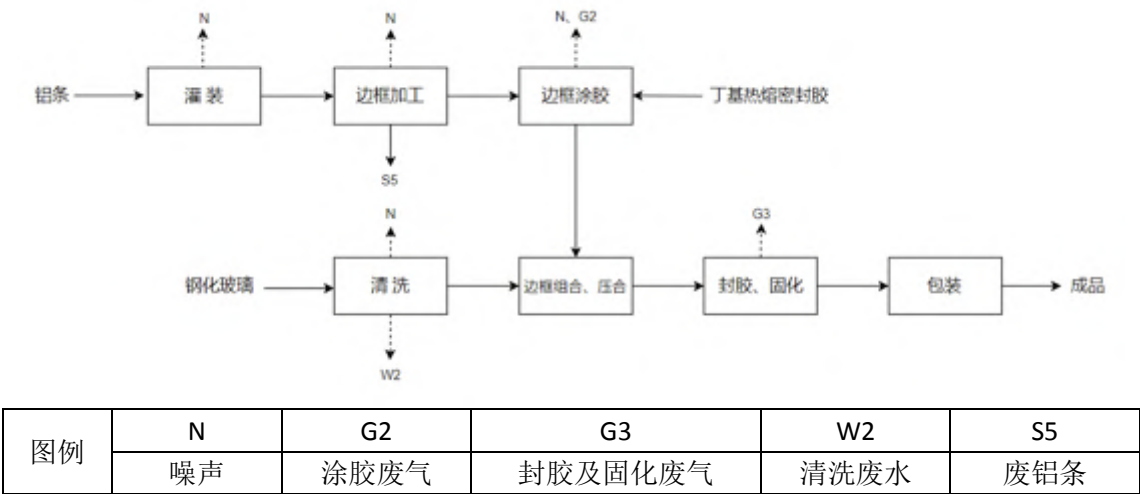 N
N
N、G2
铝条
灌装
边框加工
边框涂胶
丁基热熔密封胶
S5
N
G3
钢化玻璃
清洗
边框组合、压合
封胶、固化
包装
成品
W2
图例 N G2 G3 W2 S5
噪声 涂胶废气 封胶及固化废气 清洗废水 废铝条